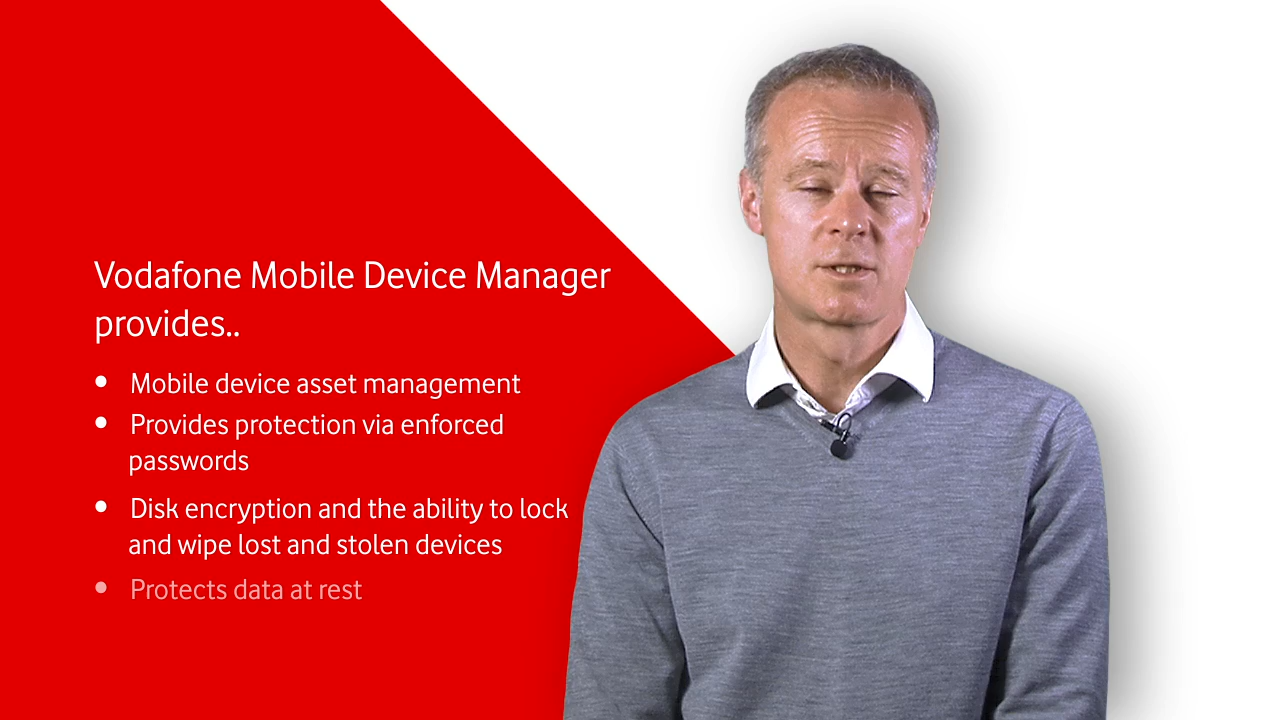 Vodafone Mobile Device Manager
provides..
• Mobile device asset management
• Provides protection via enforced
passwords
• Disk encryption and the ability to lock
and wipe lost and stolen devices
• Protects data at rest